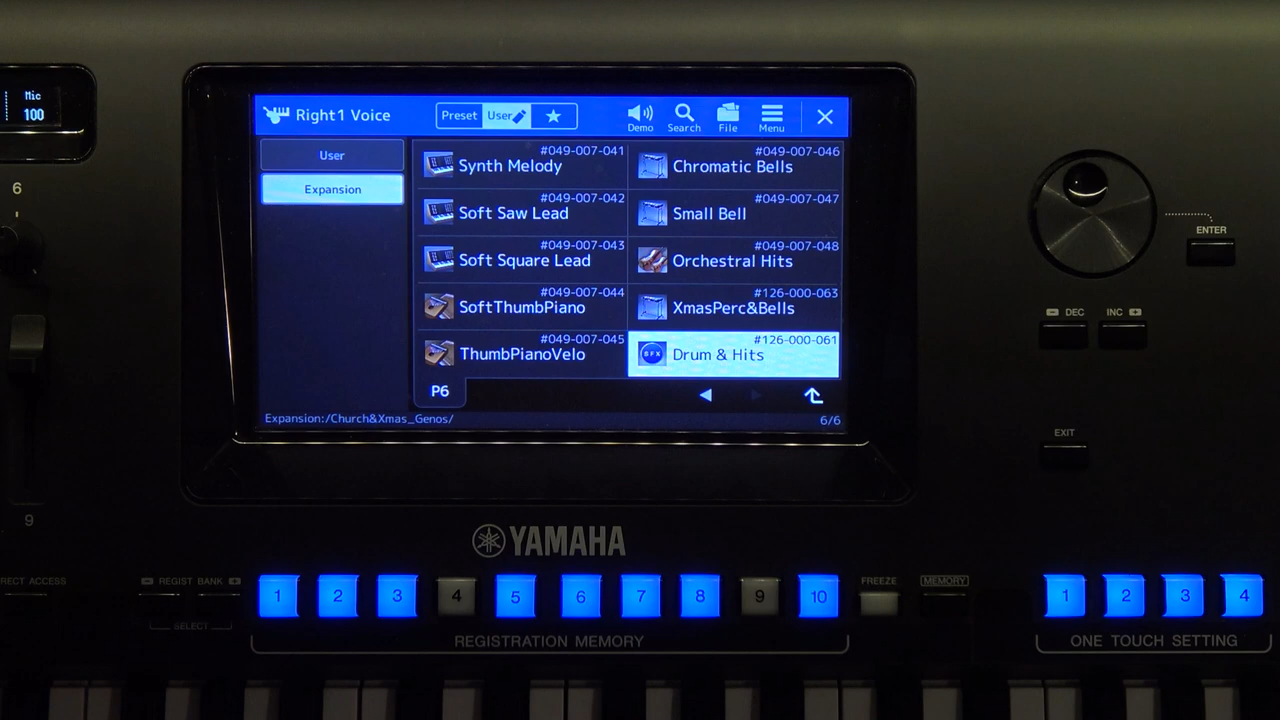 Mic
100
6
9
Right1 Voice
Preset
User
Demo
Search
File
Menu
User
Expansion
#049-007-041
Synth Melody
#049-007-042
Soft Saw Lead
#049-007-043
Soft Square Lead
#049-007-044
SoftThumbPiano
#049-007-045
ThumbPianoVelo
#049-007-046
Chromatic Bells
#049-007-047
Small Bell
#049-007-048
Orchestral Hits
#126-000-063
XmasPerc&Bells
#126-000-061
SFX
Drum & Hits
P6
Expansion:/Church&Xmas_Genos/
6/6
ENTER
DEC
INC
EXIT
YAMAHA
RECT ACCESS
REGIST BANK
SELECT
1 2 3 4 5 6 7 8 9 10
FREEZE
MEMORY
REGISTRATION MEMORY
1 2 3 4
ONE TOUCH SETTING